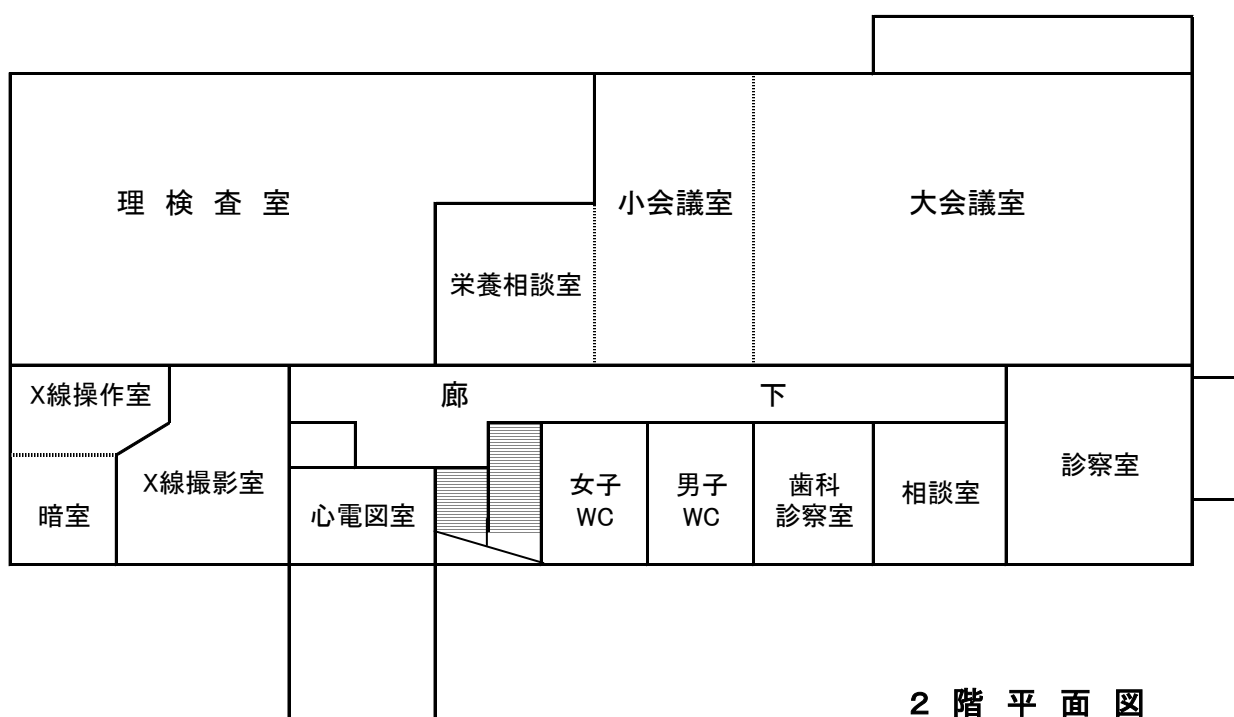 理検査室
小会議室
大会議室
栄養相談室
X線操作室
廊下
X線撮影室
暗室
心電図室
女子
WC
男子
WC
歯科
診察室
相談室
診察室
2階平面図